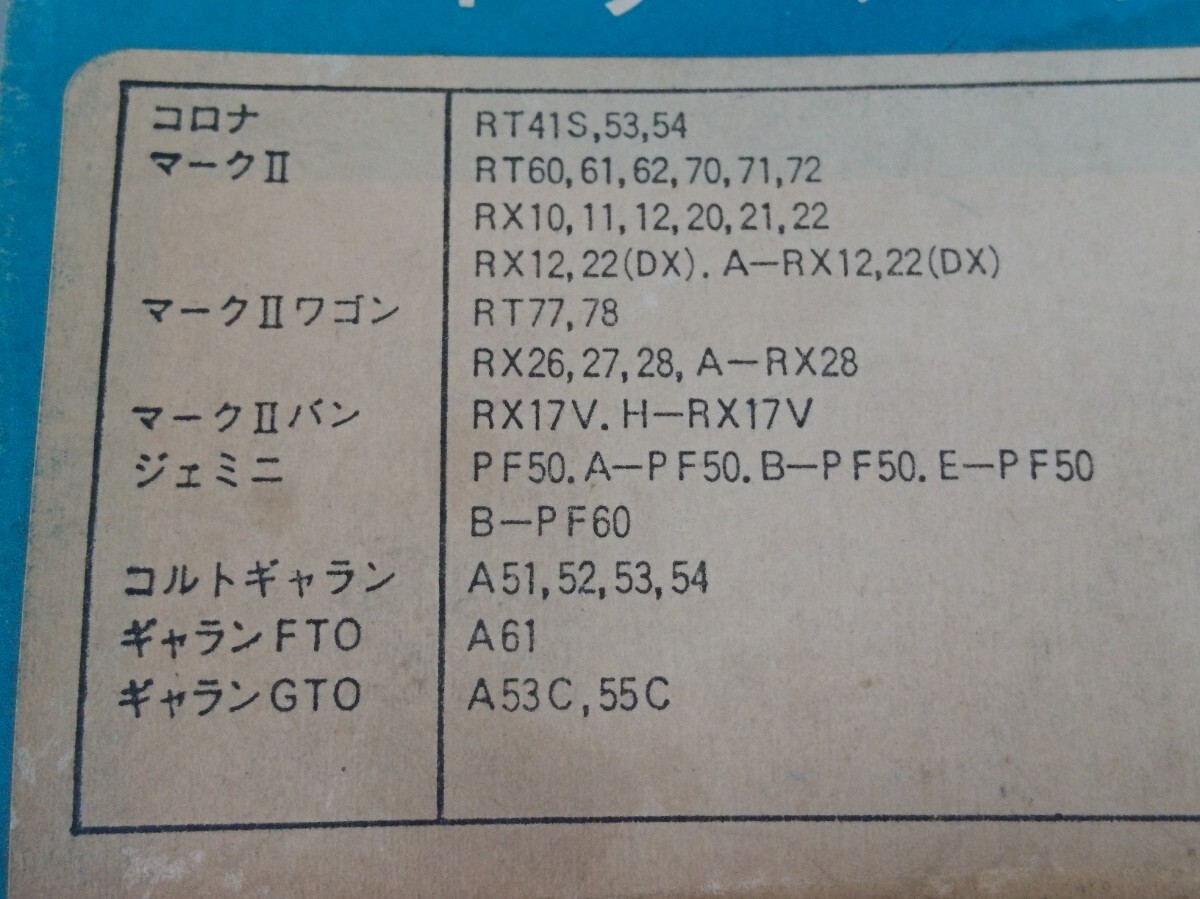 コロナ RT41S,53,54
マークⅡ RT60,61,62,70,71,72
RX10,11,12,20,21,22
RX12,22(DX).A−RX12,22(DX)
マークⅡワゴン RT77,78
RX26,27,28,A−RX28
マークⅡバン RX17V.H−RX17V
ジェミニ PF50.A−PF50.B−PF50.E−PF50
B−PF60
コルトギャラン A51,52,53,54
ギャランFTO A61
ギャランGTO A53C,55C